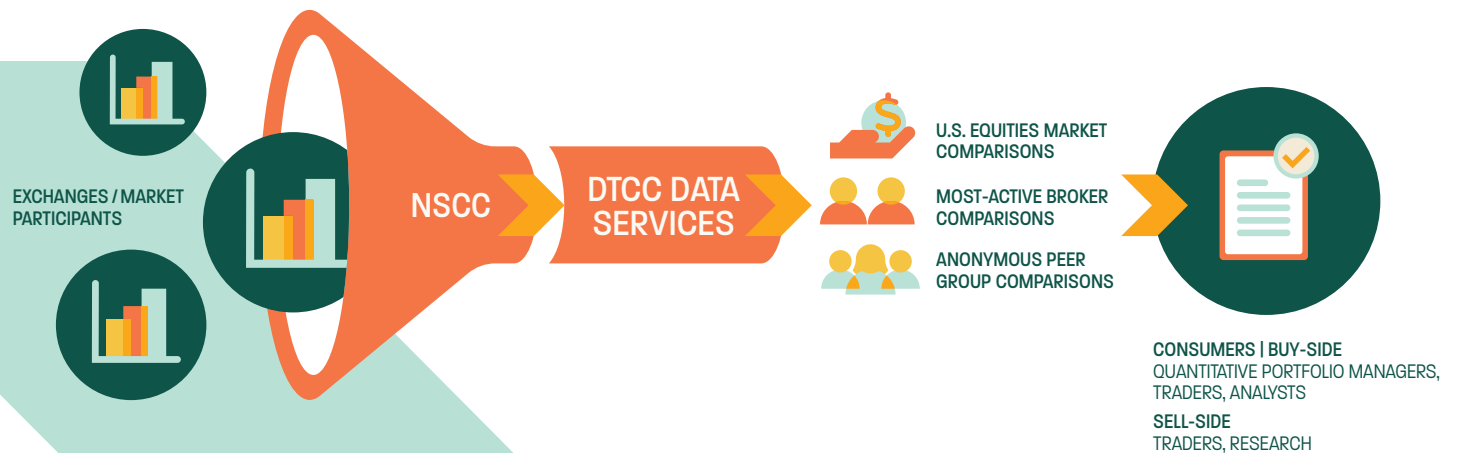 EXCHANGES / MARKET
PARTICIPANTS
NSCC
DTCC DATA
SERVICES
$
U.S. EQUITIES MARKET
COMPARISONS
MOST-ACTIVE BROKER
COMPARISONS
ANONYMOUS PEER
GROUP COMPARISONS
CONSUMERS | BUY-SIDE
QUANTITATIVE PORTFOLIO MANAGERS,
TRADERS, ANALYSTS
SELL-SIDE
TRADERS, RESEARCH